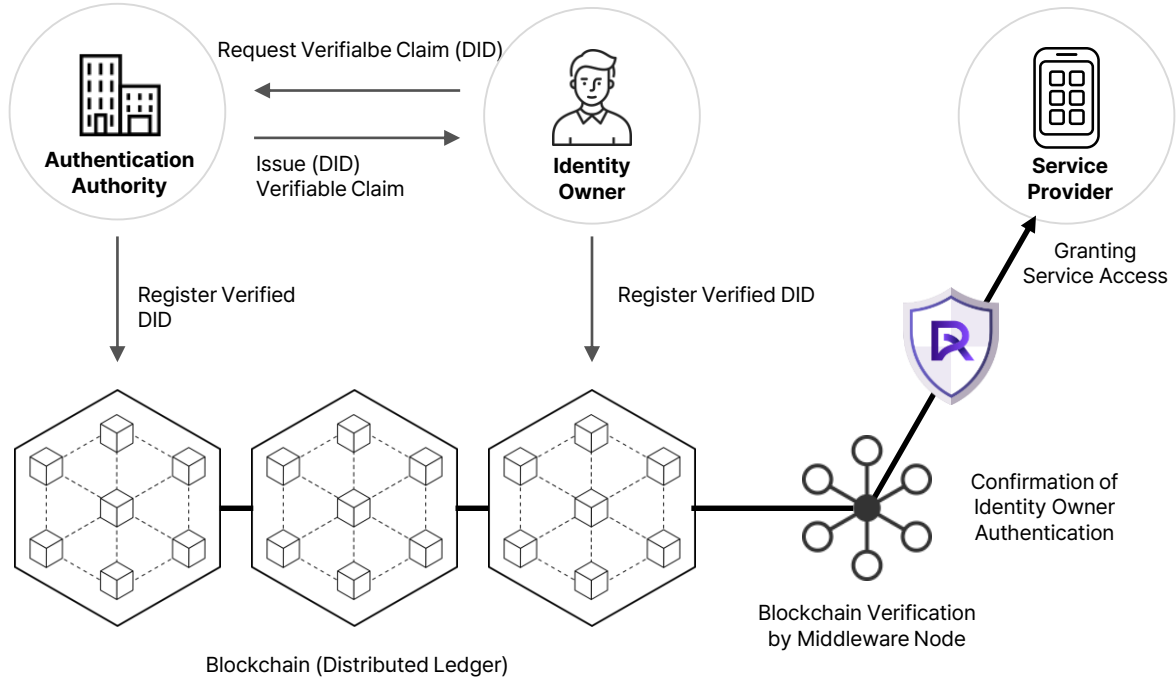 Request Verifialbe Claim (DID)
Authentication
Authority
Issue (DID)
Verifiable Claim
Identity
Owner
Service
Provider
Granting
Service Access
Register Verified
DID
Register Verified DID
Confirmation of
Identity Owner
Authentication
Blockchain Verification
by Middleware Node
Blockchain (Distributed Ledger)